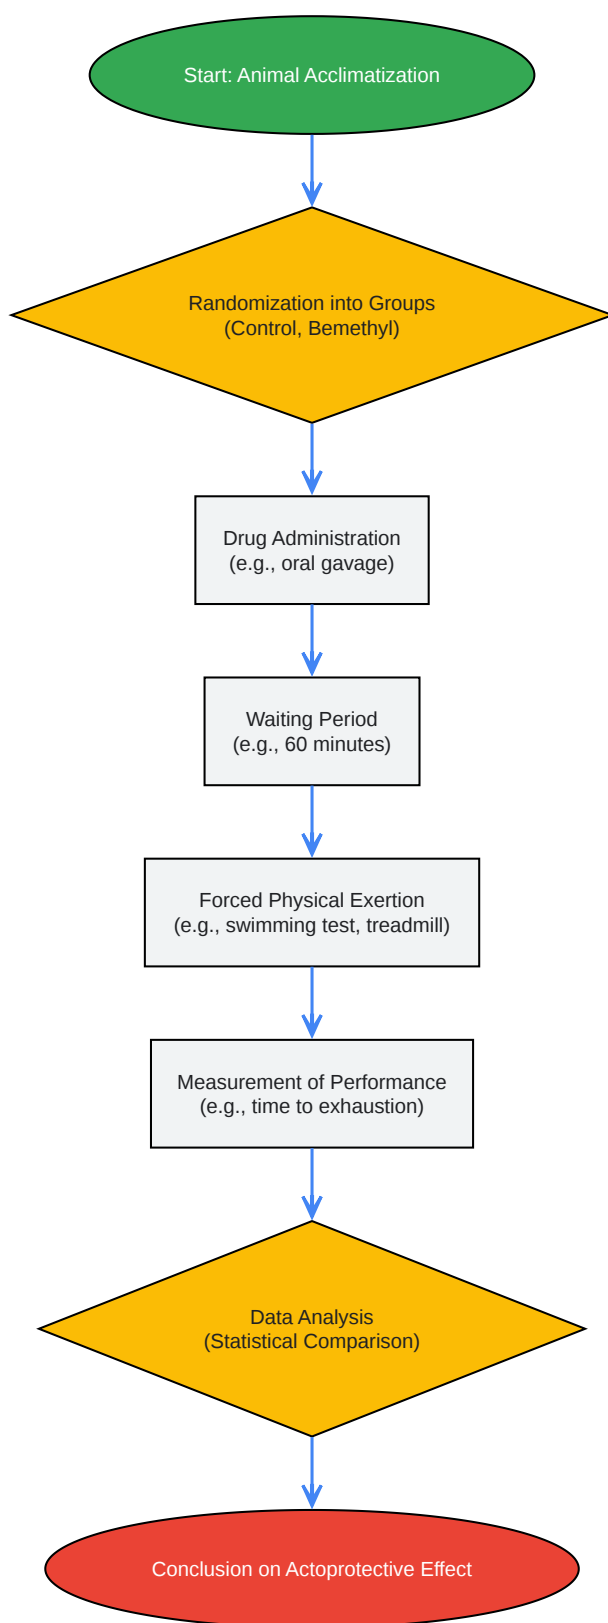 Start: Animal Acclimatization
Randomization into Groups
(Control, Bemethyl)
Drug Administration
(e.g., oral gavage)
Waiting Period
(e.g., 60 minutes)
Forced Physical Exertion
(e.g., swimming test, treadmill)
Measurement of Performance
(e.g., time to exhaustion)
Data Analysis
(Statistical Comparison)
Conclusion on Actoprotective Effect